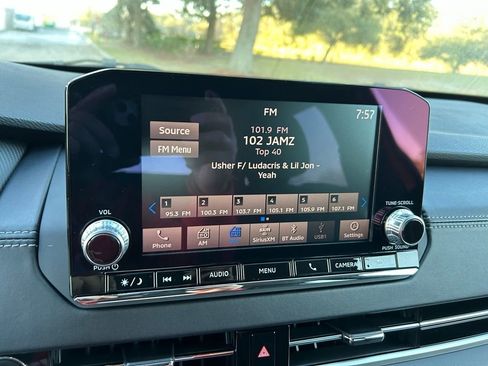 FM
7:57
Source
101.9 FM
102 JAMZ
FM Menu
Top 40
Usher F/ Ludacris & Lil Jon -
Yeah
1 2 3 4 5 6
95.3 FM 100.3 FM 103.7 FM 105.1 FM 105.9 FM 107.1 FM
VOL
TUNE•SCROLL
Phone AM SiriusXM BT Audio USB1 Settings
PUSH
PUSH SOUND
AUDIO MENU CAMERA